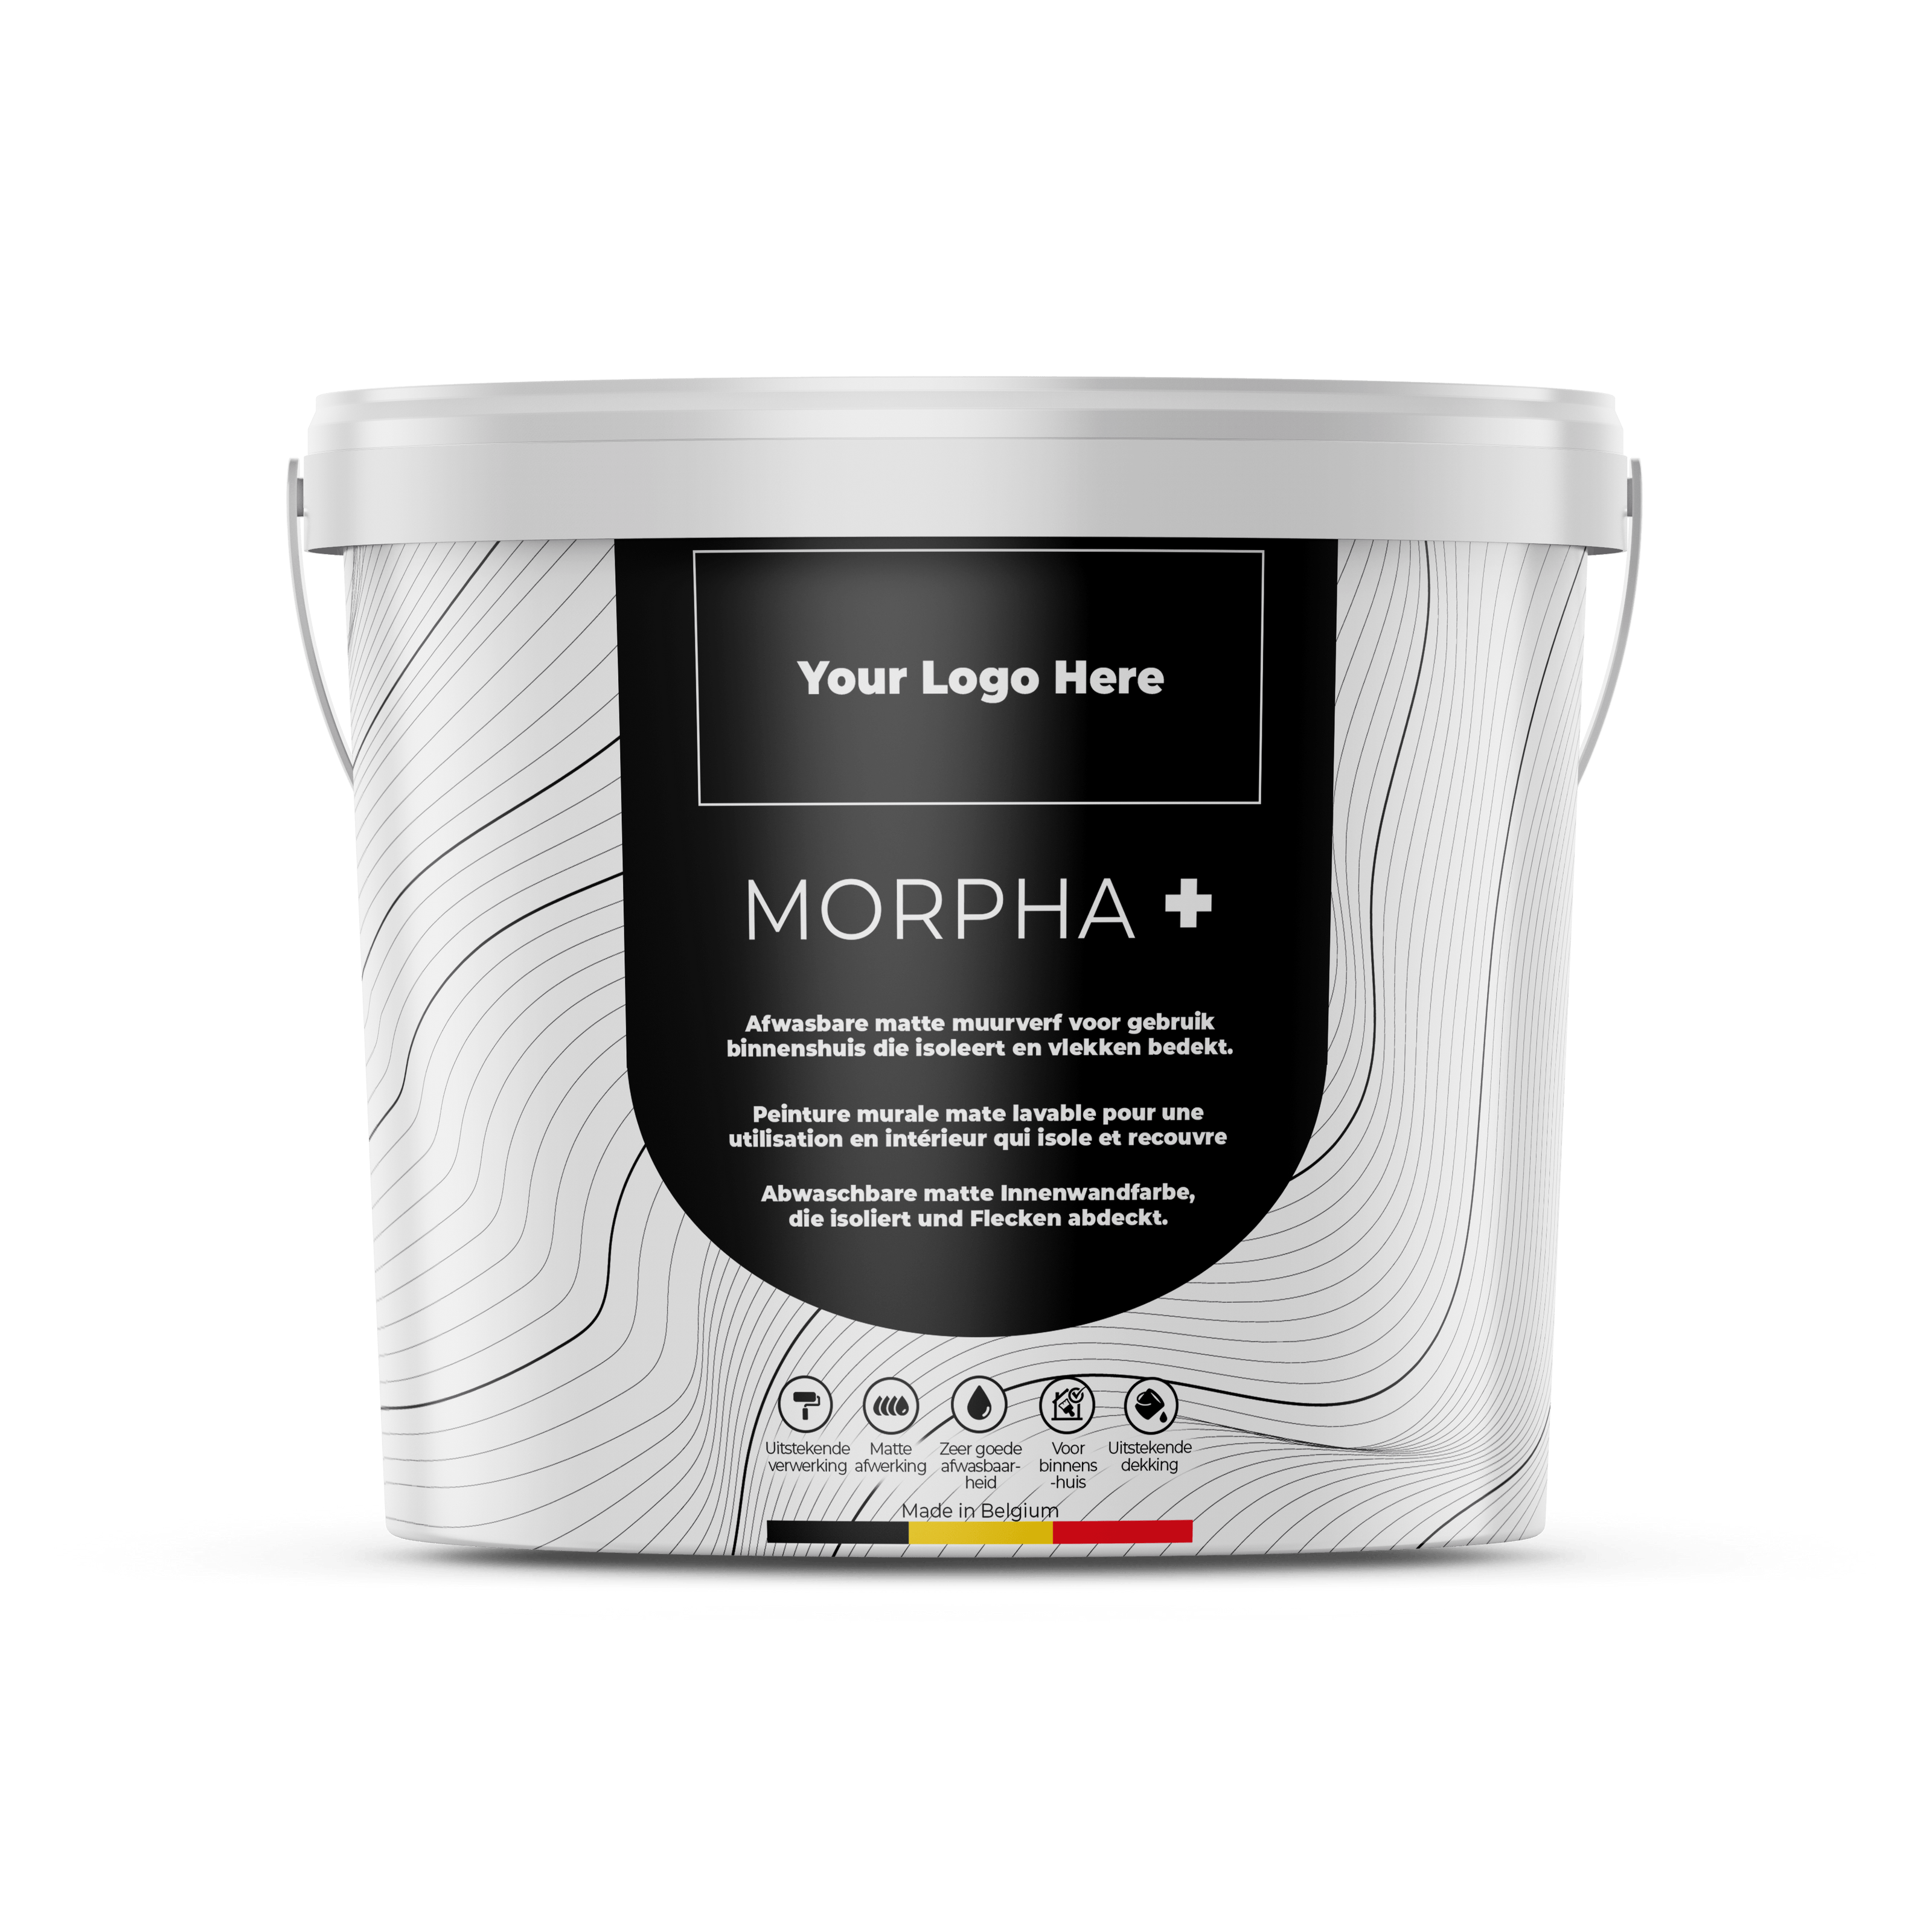 Your Logo Here
MORPHA +
Afwasbare matte muurverf voor gebruik
binnenshuis die isoleert en vlekken bedekt.
Peinture murale mate lavable pour une
utilisation en intérieur qui isole et recouvre
Abwaschbare matte Innenwandfarbe,
die isoliert und Flecken abdeckt.
Uitstekende
verwerking
Matte
afwerking
Zeer goede
afwasbaar-
heid
Voor
binnens
-huis
Uitstekende
dekking
Made in Belgium